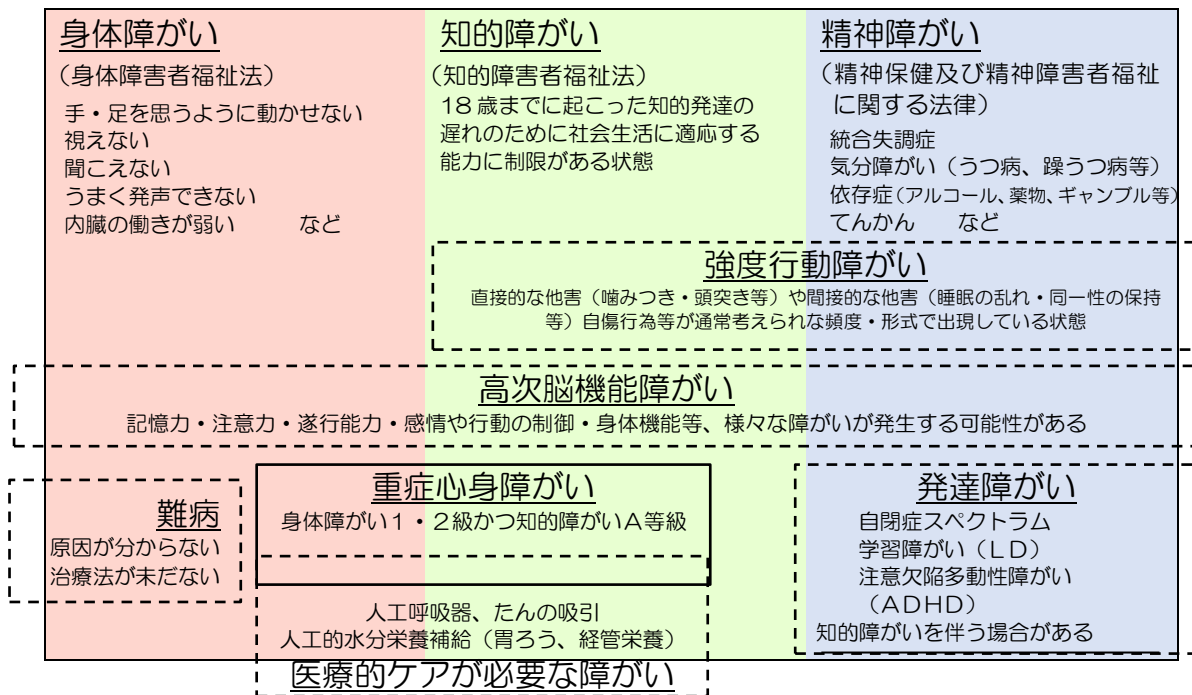 身体障がい
（身体障害者福祉法）
手・足を思うように動かせない
視えない
聞こえない
うまく発声できない
内臓の働きが弱い　　など
知的障がい
（知的障害者福祉法）
18歳までに起こった知的発達の
遅れのために社会生活に適応する
能力に制限がある状態
精神障がい
（精神保健及び精神障害者福祉
に関する法律）
統合失調症
気分障がい（うつ病、躁うつ病等）
依存症（アルコール、薬物、ギャンブル等）
てんかん　　など
強度行動障がい
直接的な他害（噛みつき・頭突き等）や間接的な他害（睡眠の乱れ・同一性の保持
等）自傷行為等が通常考えられな頻度・形式で出現している状態
高次脳機能障がい
記憶力・注意力・遂行能力・感情や行動の制御・身体機能等、様々な障がいが発生する可能性がある
難病
原因が分からない
治療法が未だない
重症心身障がい
身体障がい１・２級かつ知的障がいＡ等級
人工呼吸器、たんの吸引
人工的水分栄養補給（胃ろう、経管栄養）
医療的ケアが必要な障がい
発達障がい
自閉症スペクトラム
学習障がい（ＬＤ）
注意欠陥多動性障がい
（ＡＤＨＤ）
知的障がいを伴う場合がある